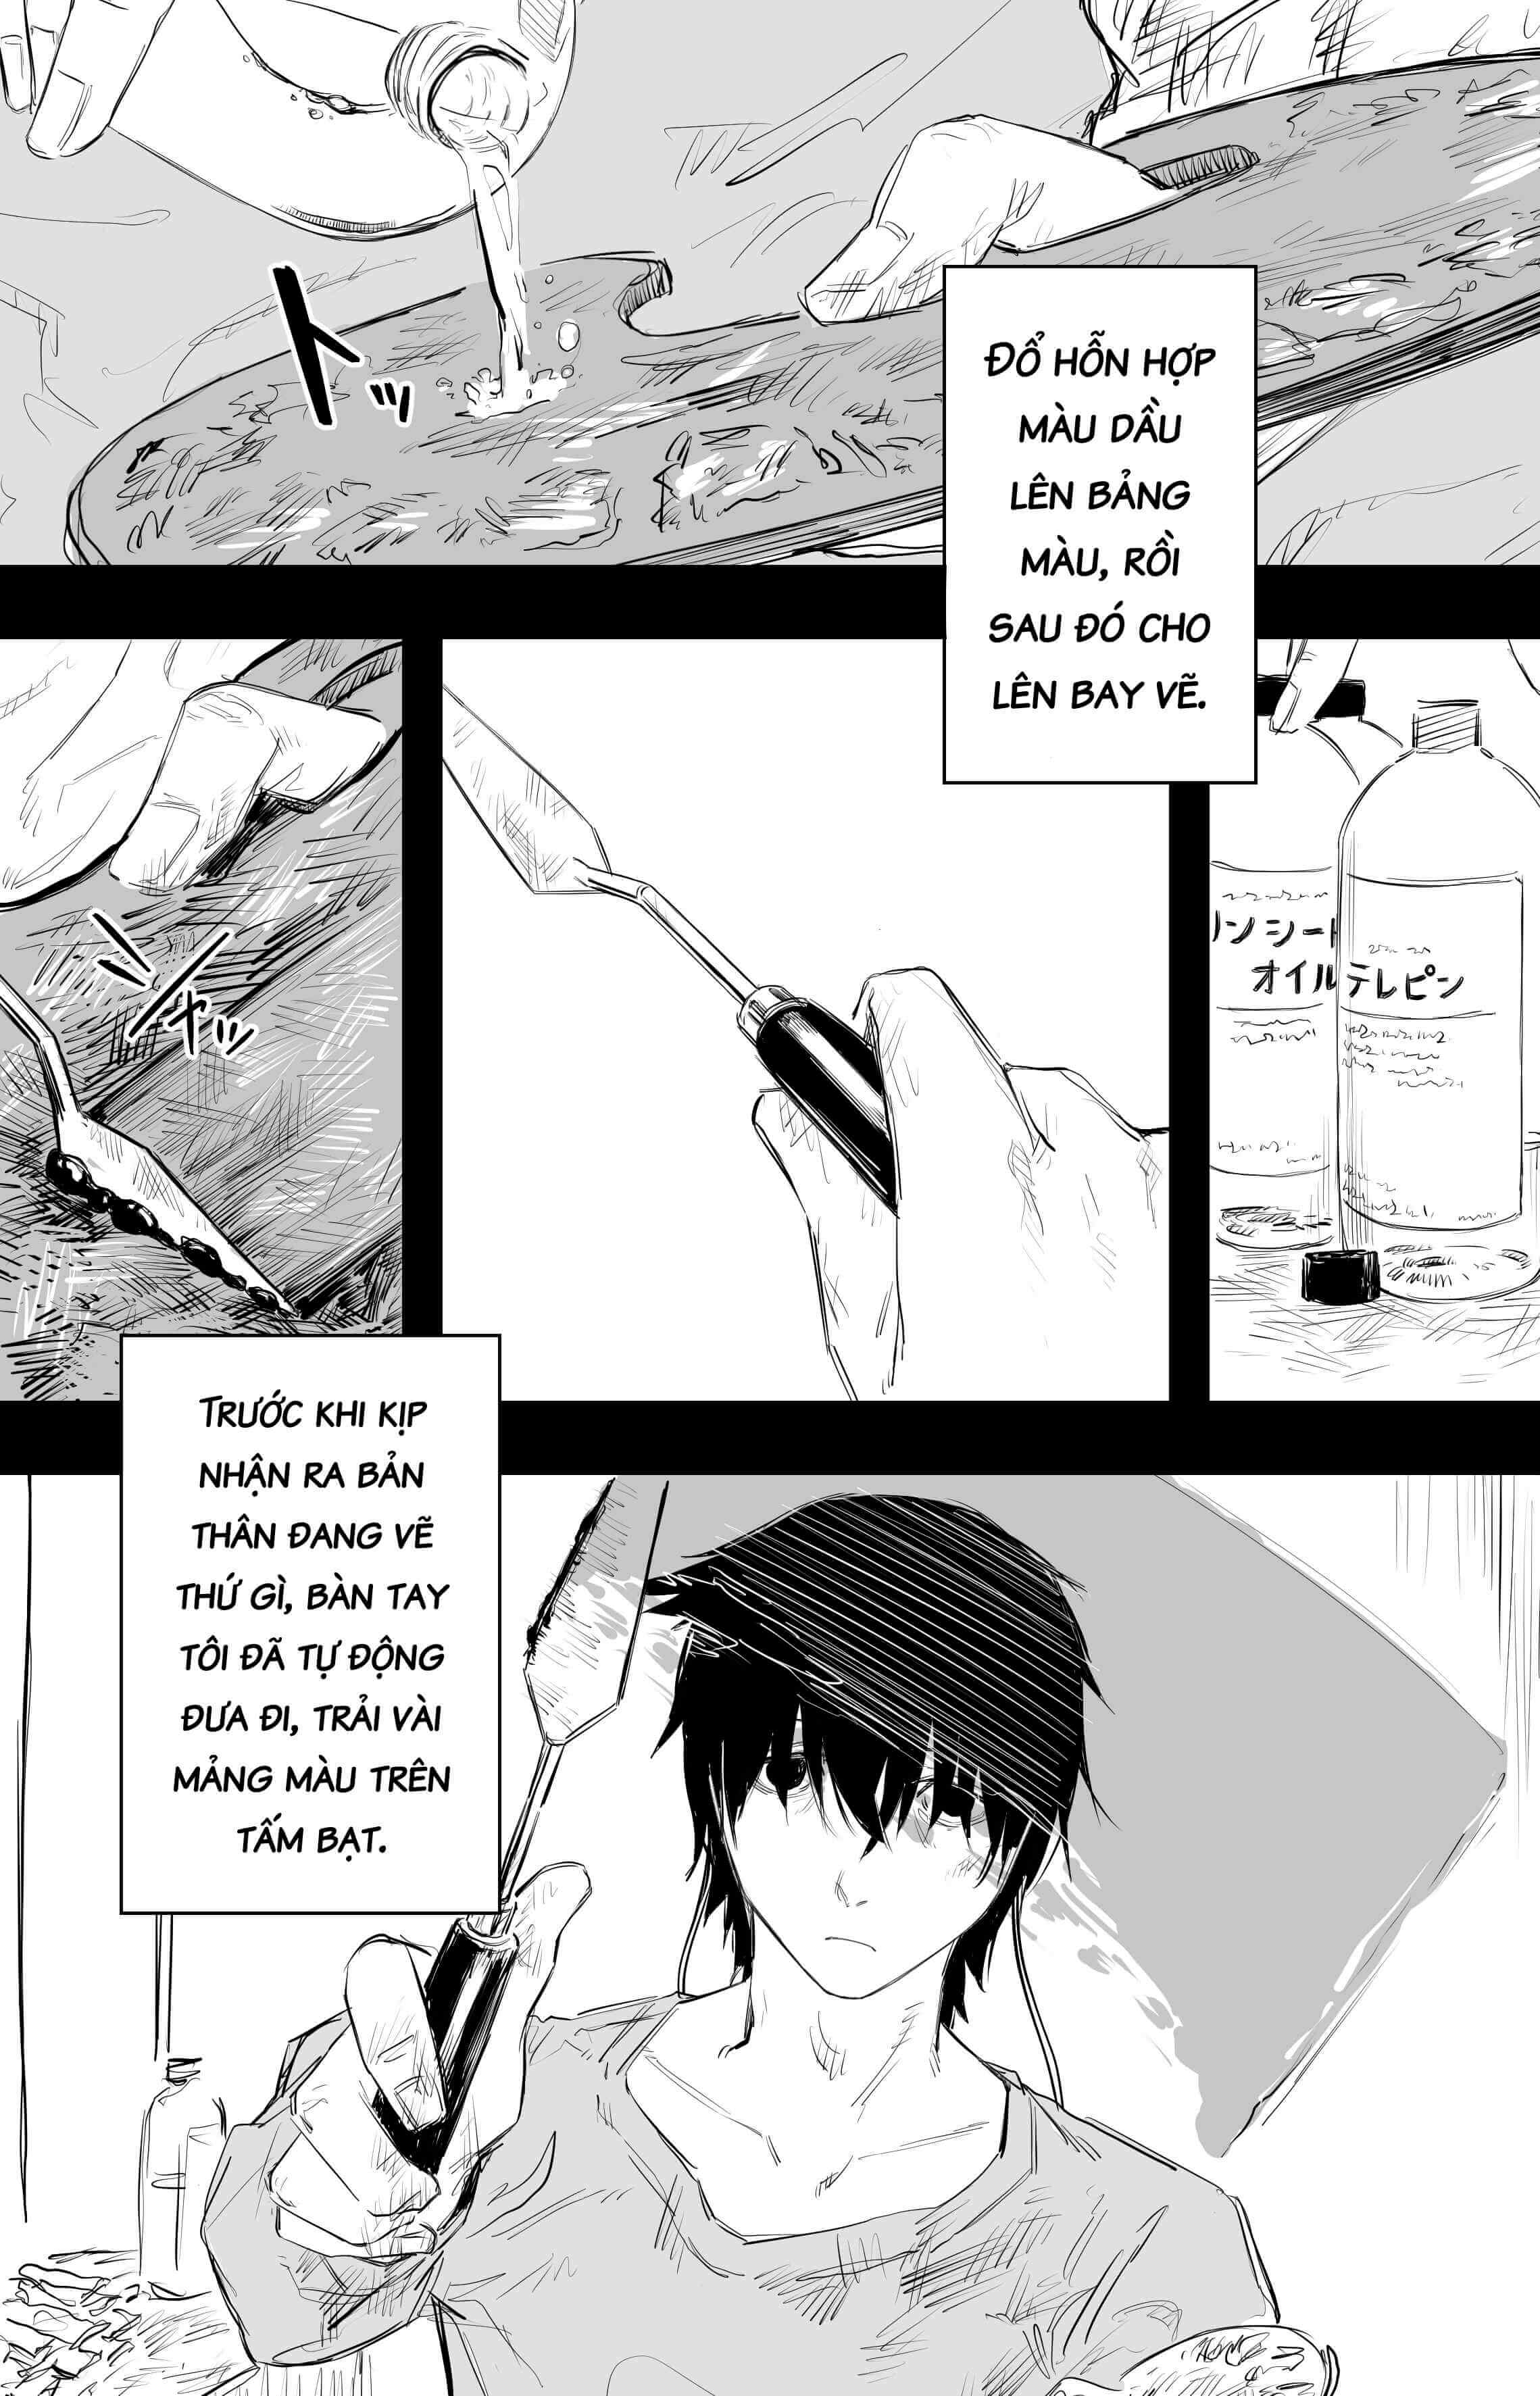 トッ
ĐỔ HỖN HỢP
MÀU DẦU
LÊN BẢNG
MÀU, RỒI
SAU ĐÓ CHO
LÊN BAY VẼ.
リンシード
オイル
テレピン
シャッ
TRƯỚC KHI KỊP
NHẬN RA BẢN
THÂN ĐANG VẼ
THỨ GÌ, BÀN TAY
TÔI ĐÃ TỰ ĐỘNG
ĐƯA ĐI, TRẢI VÀI
MẢNG MÀU TRÊN
TẤM BẠT.